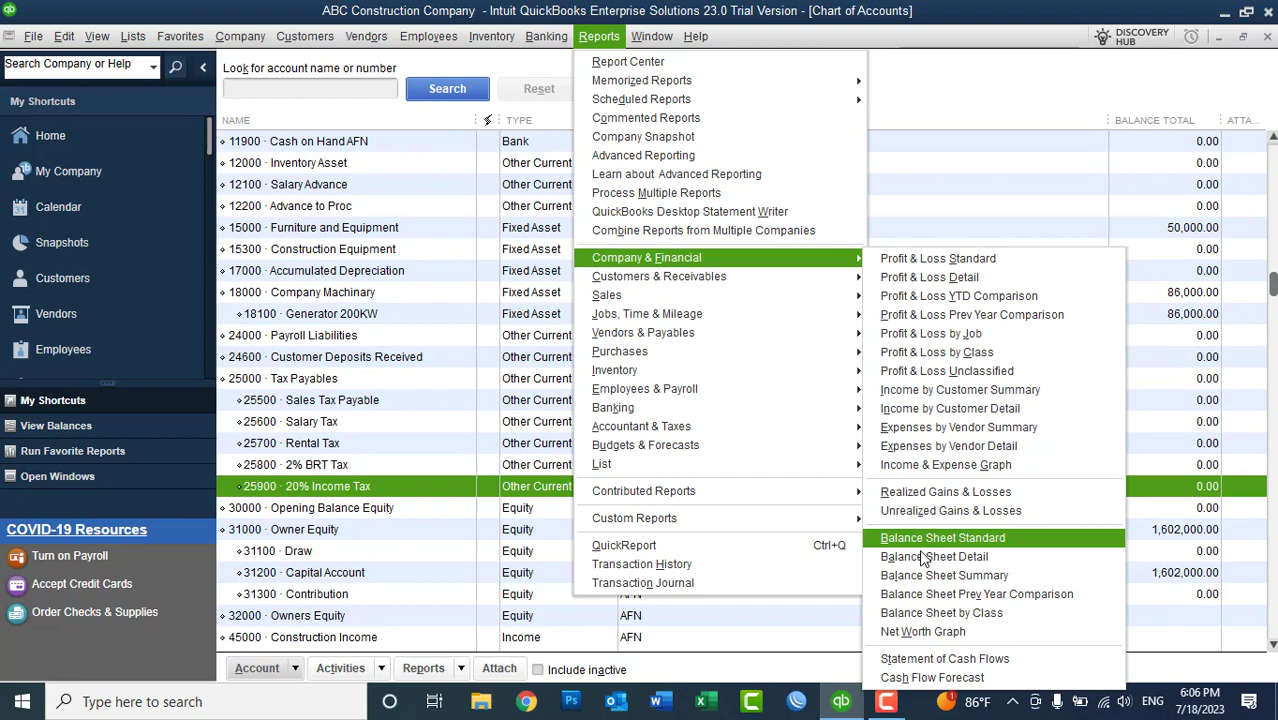 ABC Construction Company - Intuit QuickBooks Enterprise Solutions 23.0 Trial Version - [Chart of Accounts]
File Edit View Lists Favorites Company Customers Vendors Employees Inventory Banking Reports Window Help
DISCOVERY HUB
Search Company or Help
My Shortcuts
Home
My Company
Calendar
Snapshots
Customers
Vendors
Employees
My Shortcuts
View Balances
Run Favorite Reports
Open Windows
COVID-19 Resources
Turn on Payroll
Accept Credit Cards
Order Checks & Supplies
Look for account name or number
Search Reset
NAME TYPE BALANCE TOTAL ATTA...
11900 · Cash on Hand AFN Bank 0.00
12000 · Inventory Asset Other Current 0.00
12100 · Salary Advance Other Current 0.00
12200 · Advance to Proc Other Current 0.00
15000 · Furniture and Equipment Fixed Asset 50,000.00
15300 · Construction Equipment Fixed Asset 0.00
17000 · Accumulated Depreciation Fixed Asset 0.00
18000 · Company Machinary Fixed Asset 86,000.00
18100 · Generator 200KW Fixed Asset 86,000.00
24000 · Payroll Liabilities Other Current 0.00
24600 · Customer Deposits Received Other Current 0.00
25000 · Tax Payables Other Current 0.00
25500 · Sales Tax Payable Other Current 0.00
25600 · Salary Tax Other Current 0.00
25700 · Rental Tax Other Current 0.00
25800 · 2% BRT Tax Other Current 0.00
25900 · 20% Income Tax Other Current 0.00
30000 · Opening Balance Equity Equity 0.00
31000 · Owner Equity Equity 1,602,000.00
31100 · Draw Equity 0.00
31200 · Capital Account Equity 1,602,000.00
31300 · Contribution Equity 0.00
32000 · Owners Equity Equity AFN
45000 · Construction Income Income AFN
Account Activities Reports Attach Include inactive
Report Center
Memorized Reports
Scheduled Reports
Commented Reports
Company Snapshot
Advanced Reporting
Learn about Advanced Reporting
Process Multiple Reports
QuickBooks Desktop Statement Writer
Combine Reports from Multiple Companies
Company & Financial
Customers & Receivables
Sales
Jobs, Time & Mileage
Vendors & Payables
Purchases
Inventory
Employees & Payroll
Banking
Accountant & Taxes
Budgets & Forecasts
List
Contributed Reports
Custom Reports
QuickReport Ctrl+Q
Transaction History
Transaction Journal
Profit & Loss Standard
Profit & Loss Detail
Profit & Loss YTD Comparison
Profit & Loss Prev Year Comparison
Profit & Loss by Job
Profit & Loss by Class
Profit & Loss Unclassified
Income by Customer Summary
Income by Customer Detail
Expenses by Vendor Summary
Expenses by Vendor Detail
Income & Expense Graph
Realized Gains & Losses
Unrealized Gains & Losses
Balance Sheet Standard
Balance Sheet Detail
Balance Sheet Summary
Balance Sheet Prev Year Comparison
Balance Sheet by Class
Net Worth Graph
Statement of Cash Flows
Cash Flow Forecast
Type here to search
86°F ENG 6:06 PM
7/18/2023